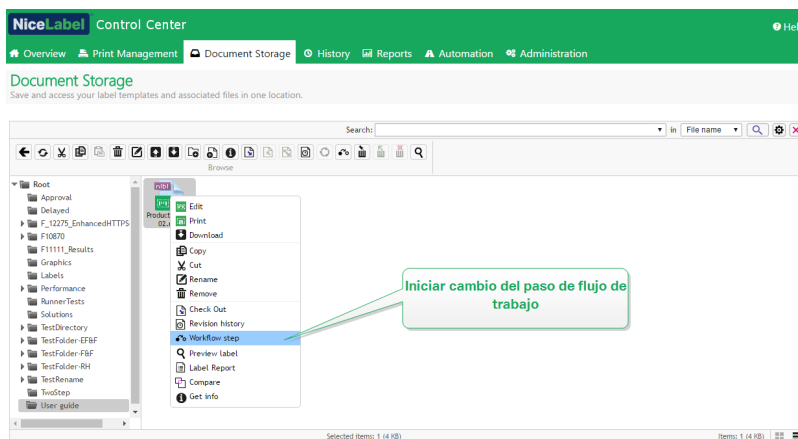 NiceLabel Control Center
Hel
Overview Print Management Document Storage History Reports Automation Administration
Document Storage
Save and access your label templates and associated files in one location.
Search: in File name
Browse
Root
Approval
Delayed
F_12275_EnhancedHTTPS
F10870
F11111_Results
Graphics
Labels
Performance
RunnerTests
Solutions
TestDirectory
TestFolder-EF&F
TestFolder-F&F
TestFolder-RH
TestRename
TwoStep
User guide
nlbl
Product
02.
Edit
Print
Download
Copy
Cut
Rename
Remove
Check Out
Revision history
Workflow step
Preview label
Label Report
Compare
Get info
Iniciar cambio del paso de flujo de
trabajo
Selected items: 1 (4 KB) Items: 1 (4 KB)